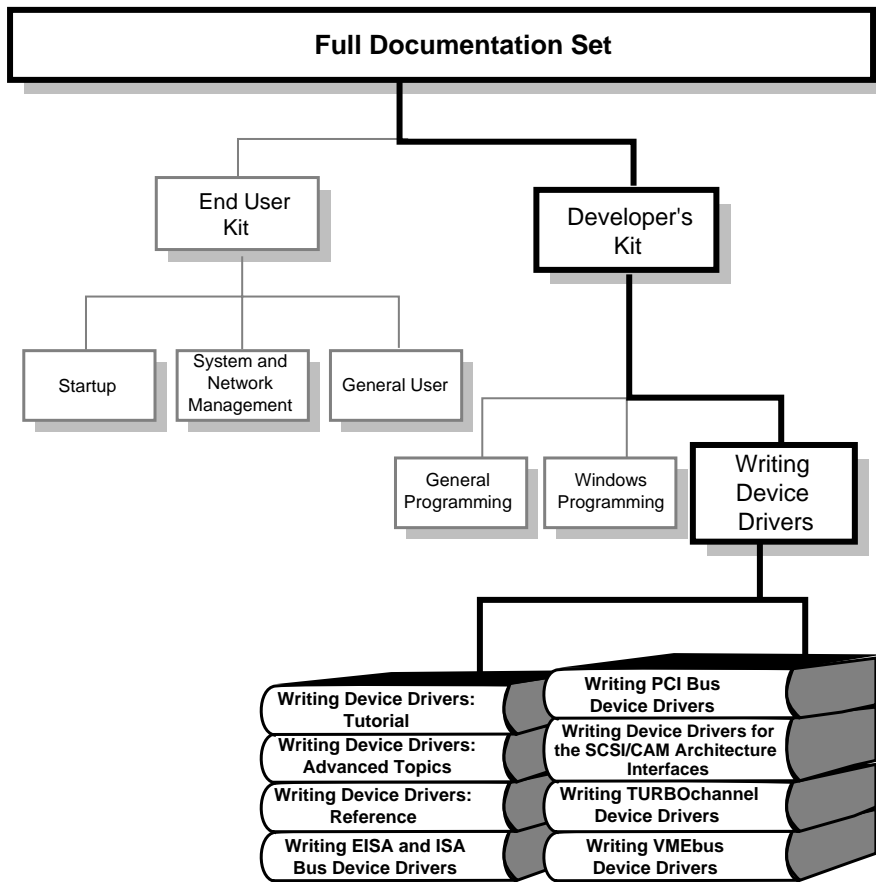 Full Documentation Set
End User
Kit
Developer's
Kit
Startup
System and
Network
Management
General User
General
Programming
Windows
Programming
Writing
Device
Drivers
Writing Device Drivers:
Tutorial
Writing Device Drivers:
Advanced Topics
Writing Device Drivers:
Reference
Writing EISA and ISA
Bus Device Drivers
Writing PCI Bus
Device Drivers
Writing Device Drivers for
the SCSI/CAM Architecture
Interfaces
Writing TURBOchannel
Device Drivers
Writing VMEbus
Device Drivers